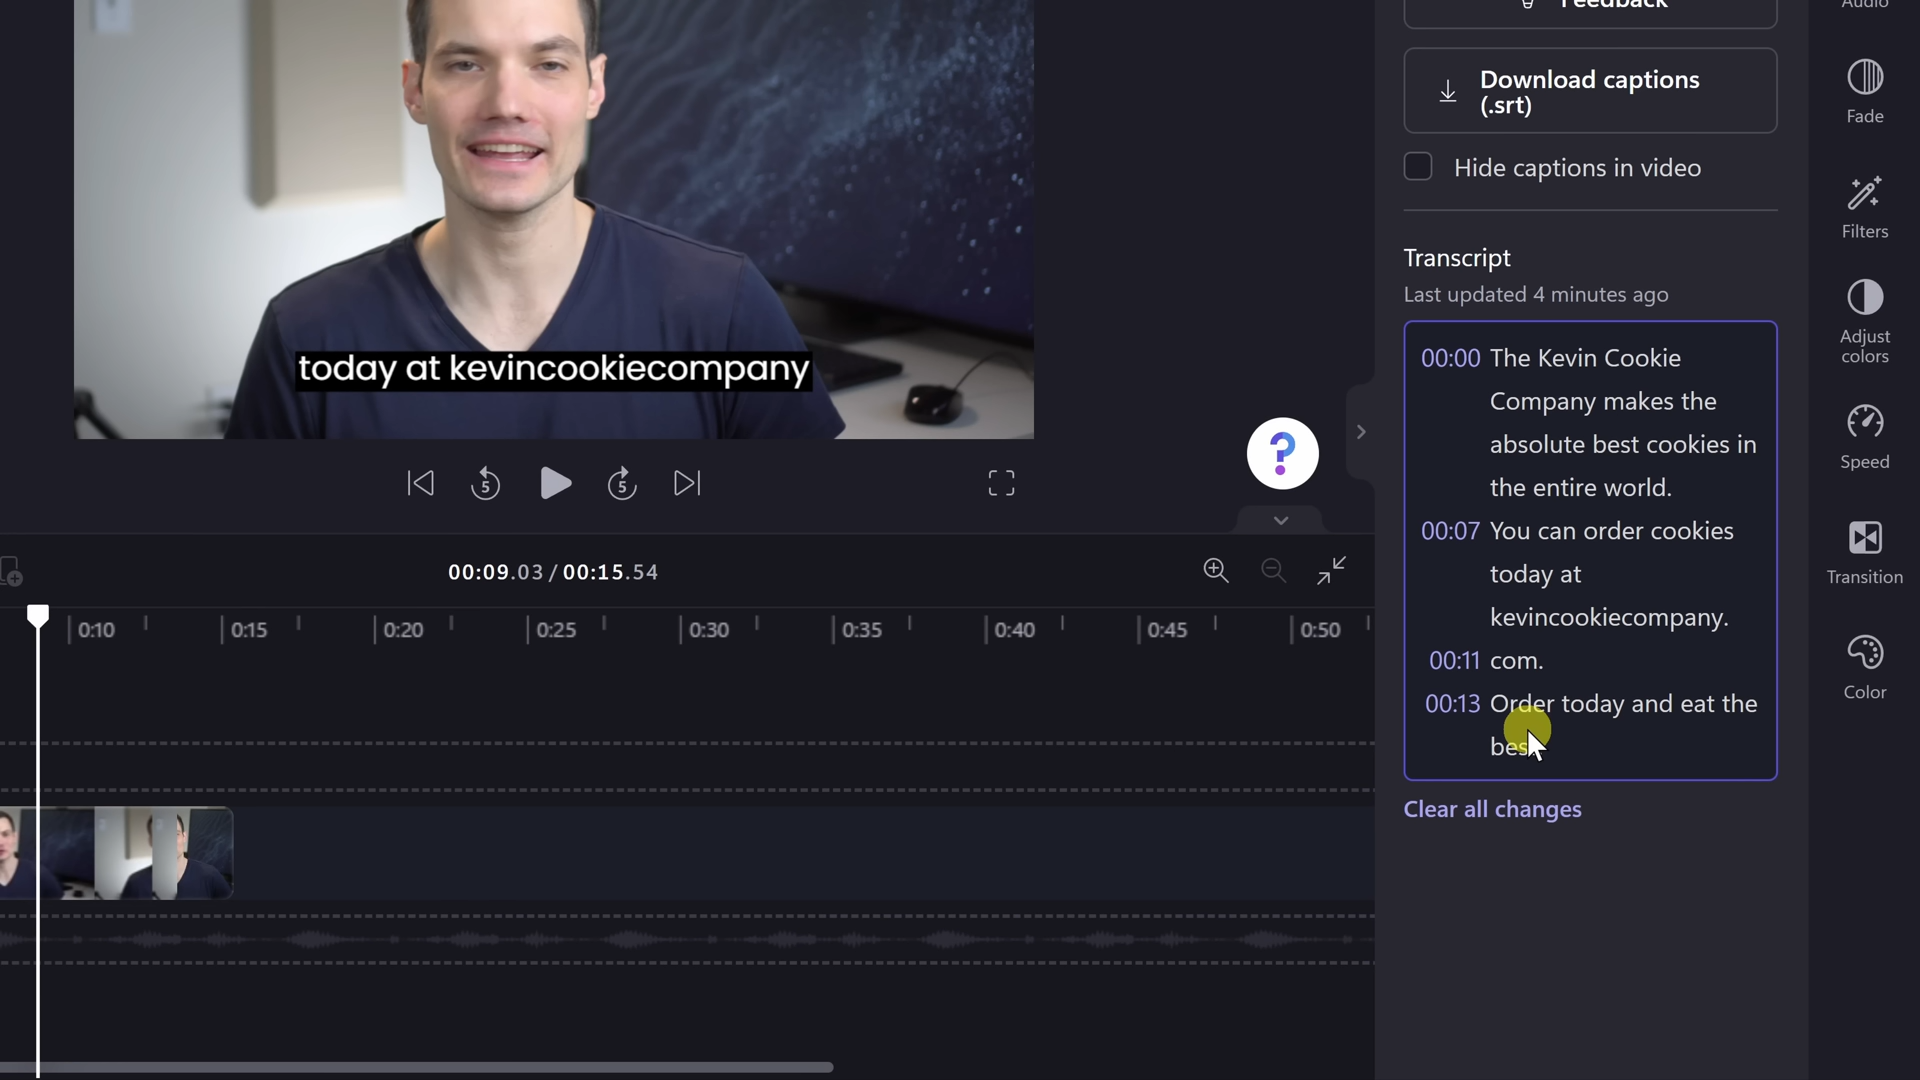 Feedback
Audio
Download captions
(.srt)
Fade
Hide captions in video
Filters
Transcript
Last updated 4 minutes ago
Adjust
colors
today at kevincookiecompany
00:00 The Kevin Cookie
Company makes the
absolute best cookies in
the entire world.
Speed
5
5
?
00:07 You can order cookies
today at
kevincookiecompany.
Transition
00:09.03 / 00:15.54
0:10 0:15 0:20 0:25 0:30 0:35 0:40 0:45 0:50
00:11 com.
Color
00:13 Order today and eat the
Clear all changes